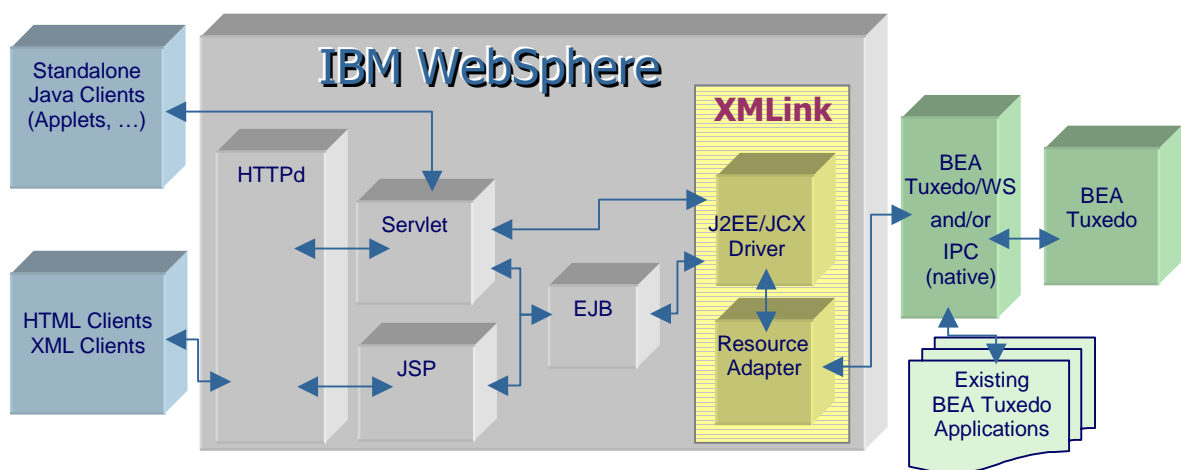 IBM WebSphere
Standalone
Java Clients
(Applets, …)
HTML Clients
XML Clients
HTTPd
Servlet
JSP
EJB
XMLink
J2EE/JCX
Driver
Resource
Adapter
BEA
Tuxedo/WS
and/or
IPC
(native)
BEA
Tuxedo
Existing
BEA Tuxedo
Applications